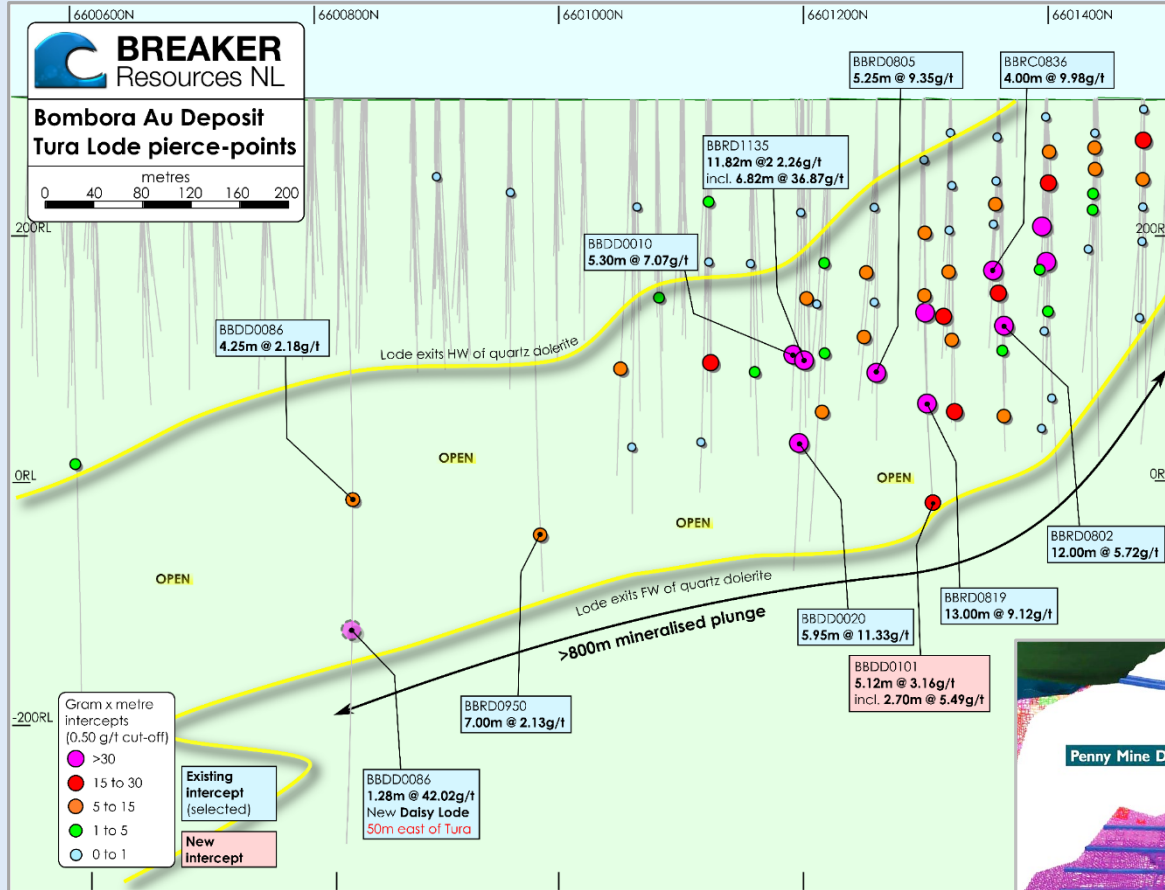 6600600N
6600800N
6601000N
6601200N
6601400N
BREAKER
Resources NL
Bombora Au Deposit
Tura Lode pierce-points
metres
0 40 80 120 160 200
BBRD0805
5.25m @ 9.35g/t
BBRC0836
4.00m @ 9.98g/t
BBRD1135
11.82m @2 2.26g/t
incl. 6.82m @ 36.87g/t
200RL
200R
BBDD0010
5.30m @ 7.07g/t
BBDD0086
4.25m @ 2.18g/t
Lode exits HW of quartz dolerite
OPEN
0RL
OPEN
0R
OPEN
OPEN
BBRD0802
12.00m @ 5.72g/t
Lode exits FW of quartz dolerite
>800m mineralised plunge
BBRD0819
13.00m @ 9.12g/t
BBDD0020
5.95m @ 11.33g/t
BBDD0101
5.12m @ 3.16g/t
incl. 2.70m @ 5.49g/t
BBRD0950
7.00m @ 2.13g/t
-200RL
Gram x metre
intercepts
(0.50 g/t cut-off)
>30
15 to 30
5 to 15
1 to 5
0 to 1
Existing
intercept
(selected)
New
intercept
BBDD0086
1.28m @ 42.02g/t
New Daisy Lode
50m east of Tura
Penny Mine D